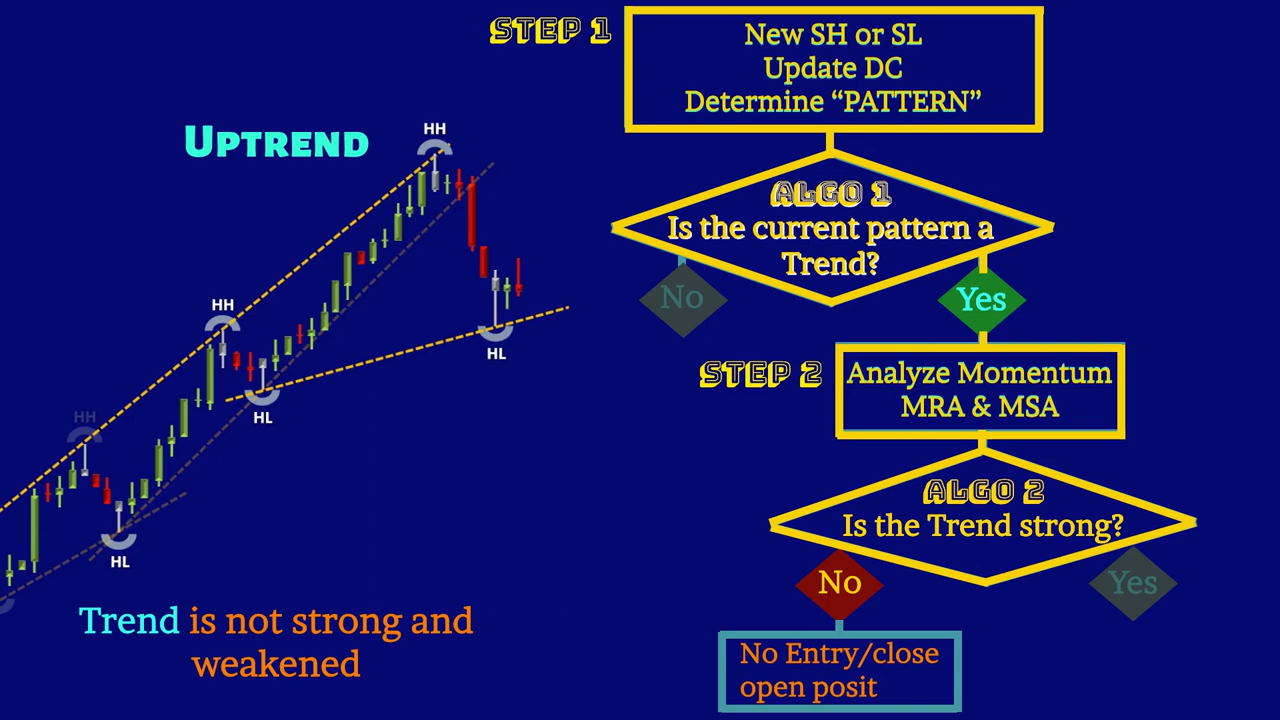 STEP 1
New SH or SL
Update DC
Determine “PATTERN”
UPTREND
HH
HH
HH
HL
HL
HL
ALGO 1
Is the current pattern a
Trend?
No
Yes
STEP 2
Analyze Momentum
MRA & MSA
ALGO 2
Is the Trend strong?
No
Yes
Trend is not strong and
weakened
No Entry/close
open posit